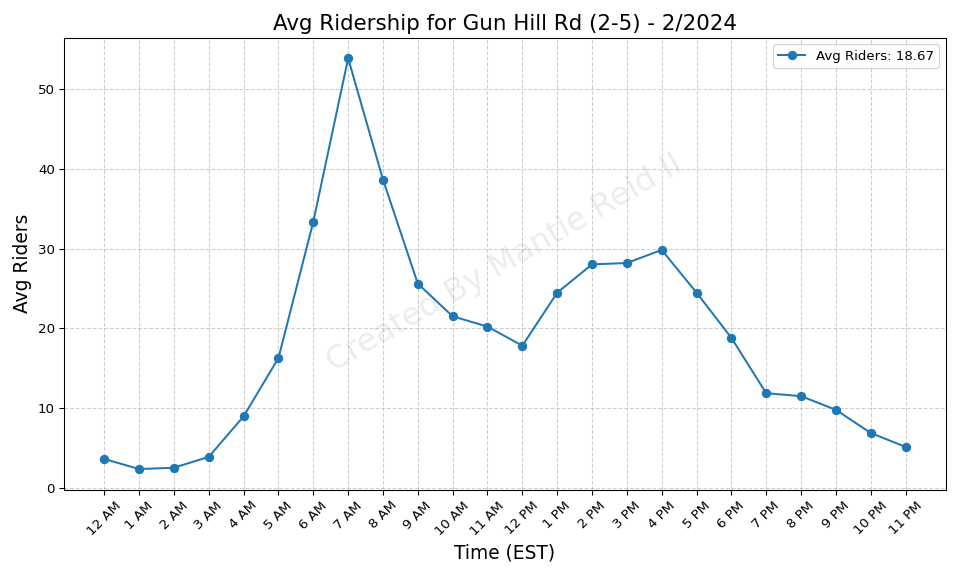 Avg Ridership for Gun Hill Rd (2-5) - 2/2024
Avg Riders: 18.67
50
40
30
20
10
0
Avg Riders
Created By Mantle Reid II
12 AM
1 AM
2 AM
3 AM
4 AM
5 AM
6 AM
7 AM
8 AM
9 AM
10 AM
11 AM
12 PM
1 PM
2 PM
3 PM
4 PM
5 PM
6 PM
7 PM
8 PM
9 PM
10 PM
11 PM
Time (EST)